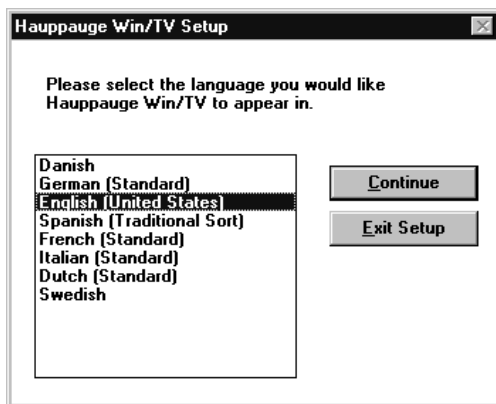 Hauppauge Win/TV Setup
Please select the language you would like
Hauppauge Win/TV to appear in.
Danish
German (Standard)
English (United States)
Spanish (Traditional Sort)
French (Standard)
Italian (Standard)
Dutch (Standard)
Swedish
Continue
Exit Setup